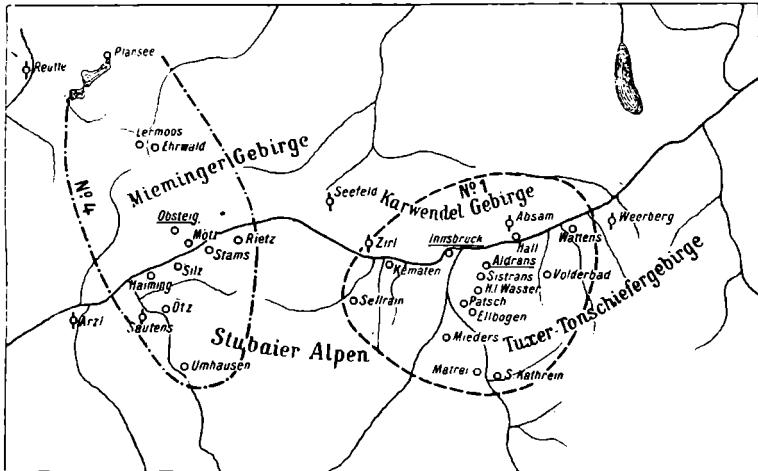 Plansee
Reutte
Lermoos
Ehrwald
Mieminger Gebirge
Nº 4
Seefeld
Nº 1
Karwendel Gebirge
Obsteig
Mötz
Rietz
Stams
Silz
Haiming
Ötz
Sautens
Arzl
Umhausen
Stubaier Alpen
Zirl
Kematen
Sellrain
Innsbruck
Absam
Hall
Wattens
Weerberg
Aldrans
Sistrans
Hl Wasser
Volderbad
Patsch
Ellbogen
Mieders
Matrei
S. Kathrein
Tuxer-Tonschiefergebirge